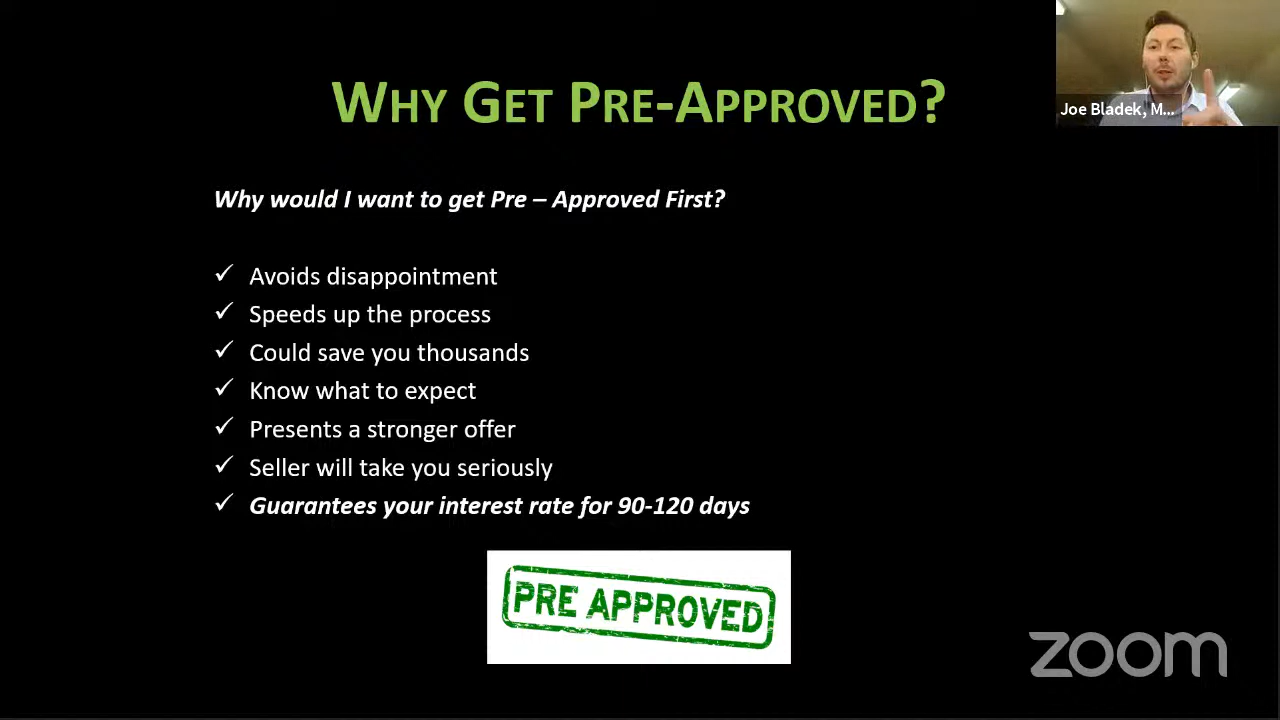 WHY GET PRE-APPROVED?
Joe Bladek, M...
Why would I want to get Pre – Approved First?
✓ Avoids disappointment
✓ Speeds up the process
✓ Could save you thousands
✓ Know what to expect
✓ Presents a stronger offer
✓ Seller will take you seriously
✓ Guarantees your interest rate for 90-120 days
PRE APPROVED
zoom